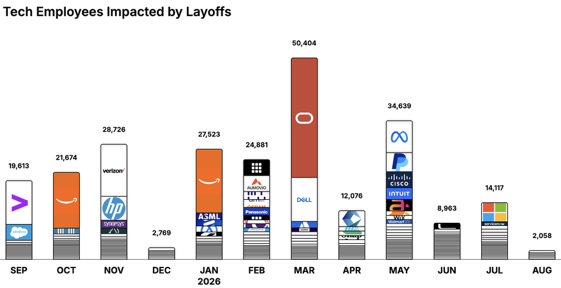 Tech Employees Impacted by Layoffs
50,404
34,639
28,726
27,523
24,881
21,674
19,613
14,117
12,076
8,963
2,769
2,058
verizon
hp
SYNOPSYS
ASML
AUMOVIO
Panasonic
DELL
CISCO
INTUIT
SEP
OCT
NOV
DEC
JAN
2026
FEB
MAR
APR
MAY
JUN
JUL
AUG